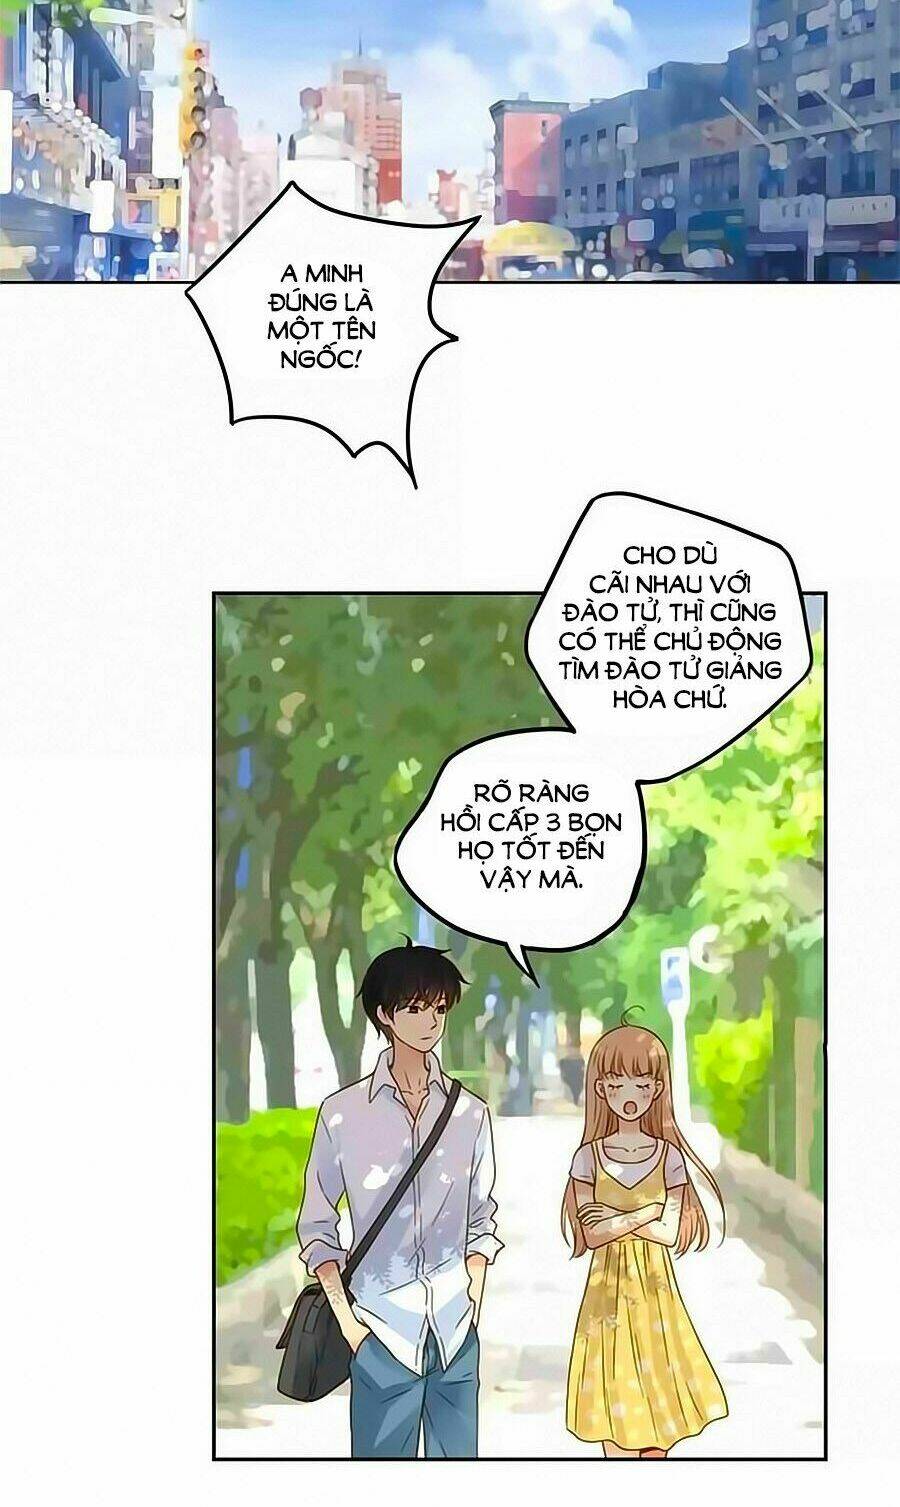 A MINH
ĐÚNG LÀ
MỘT TÊN
NGỐC!
CHO DÙ
CÃI NHAU VỚI
ĐÀO TỬ, THÌ CŨNG
CÓ THỂ CHỦ ĐỘNG
TÌM ĐÀO TỬ GIẢNG
HÒA CHỨ.
RÕ RÀNG
HỒI CẤP 3 BỌN
HỌ TỐT ĐẾN
VẬY MÀ.